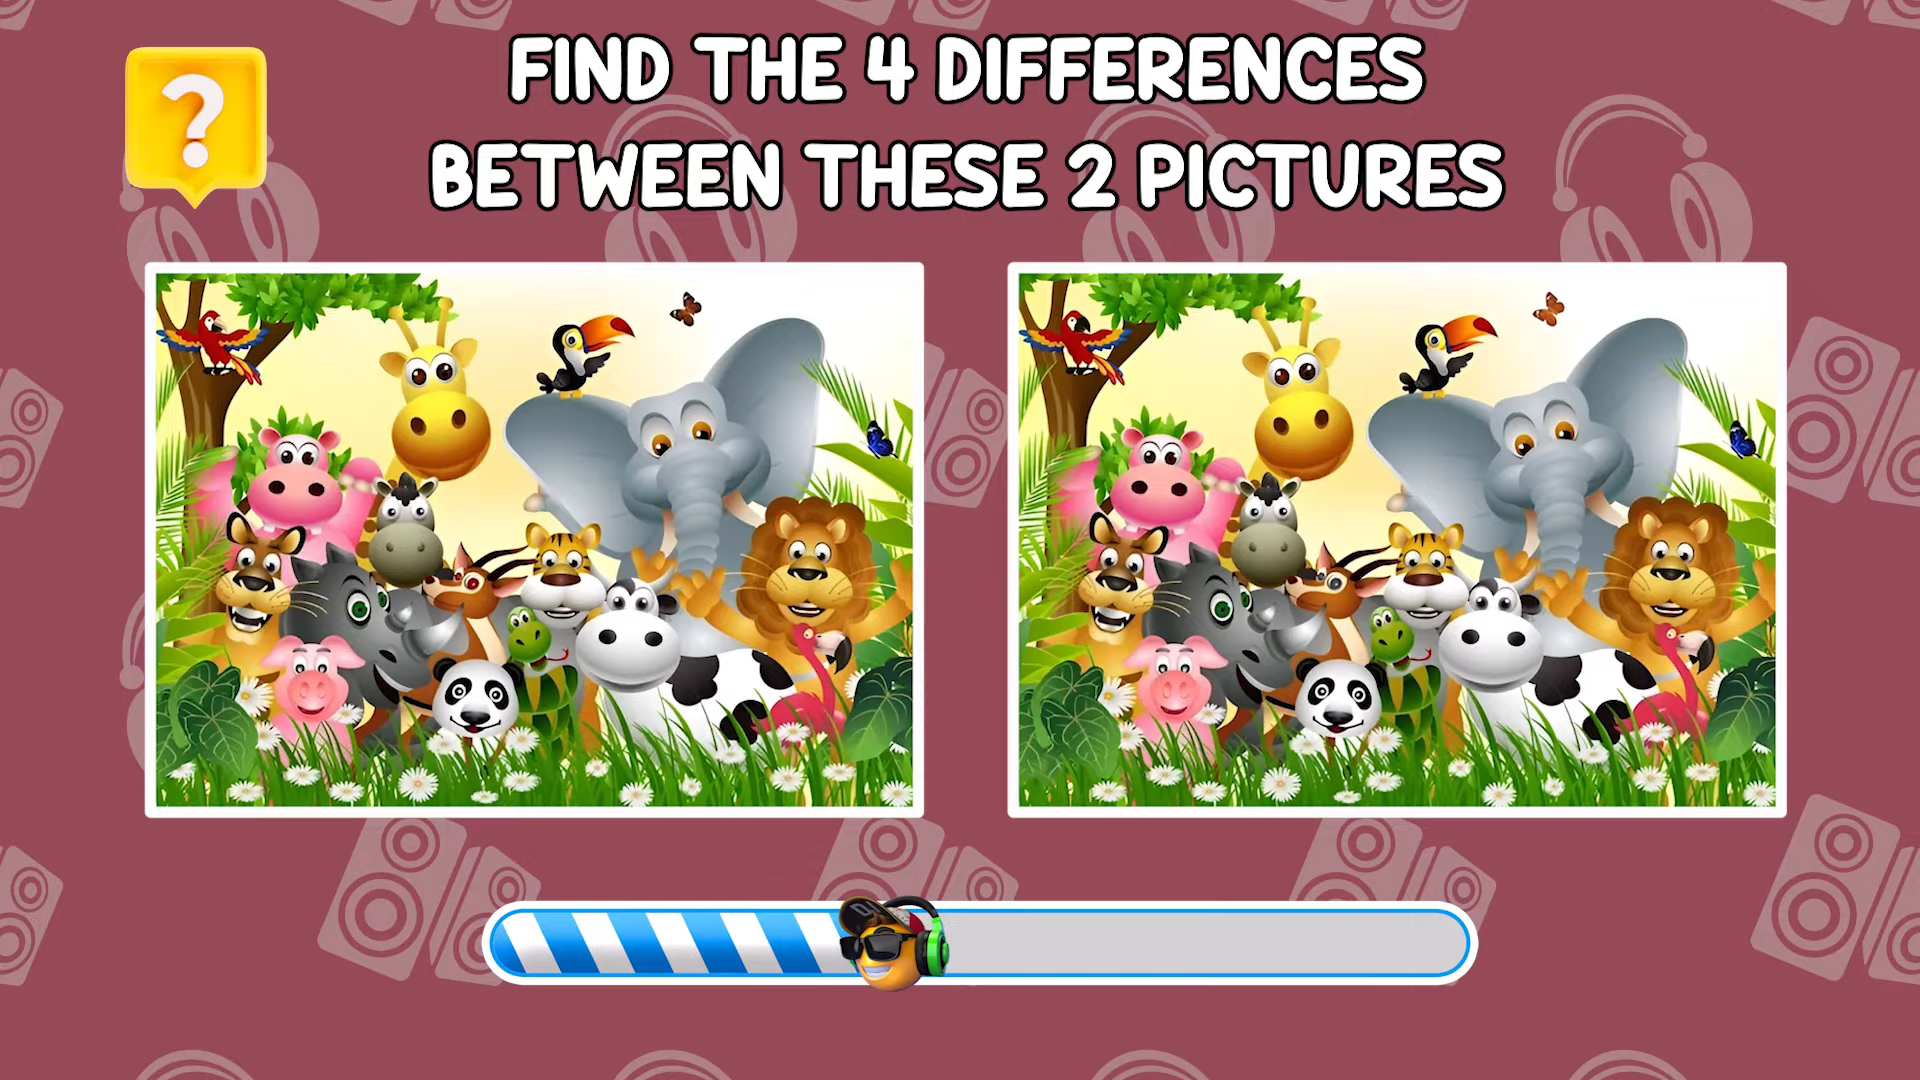 FIND THE 4 DIFFERENCES
BETWEEN THESE 2 PICTURES
?